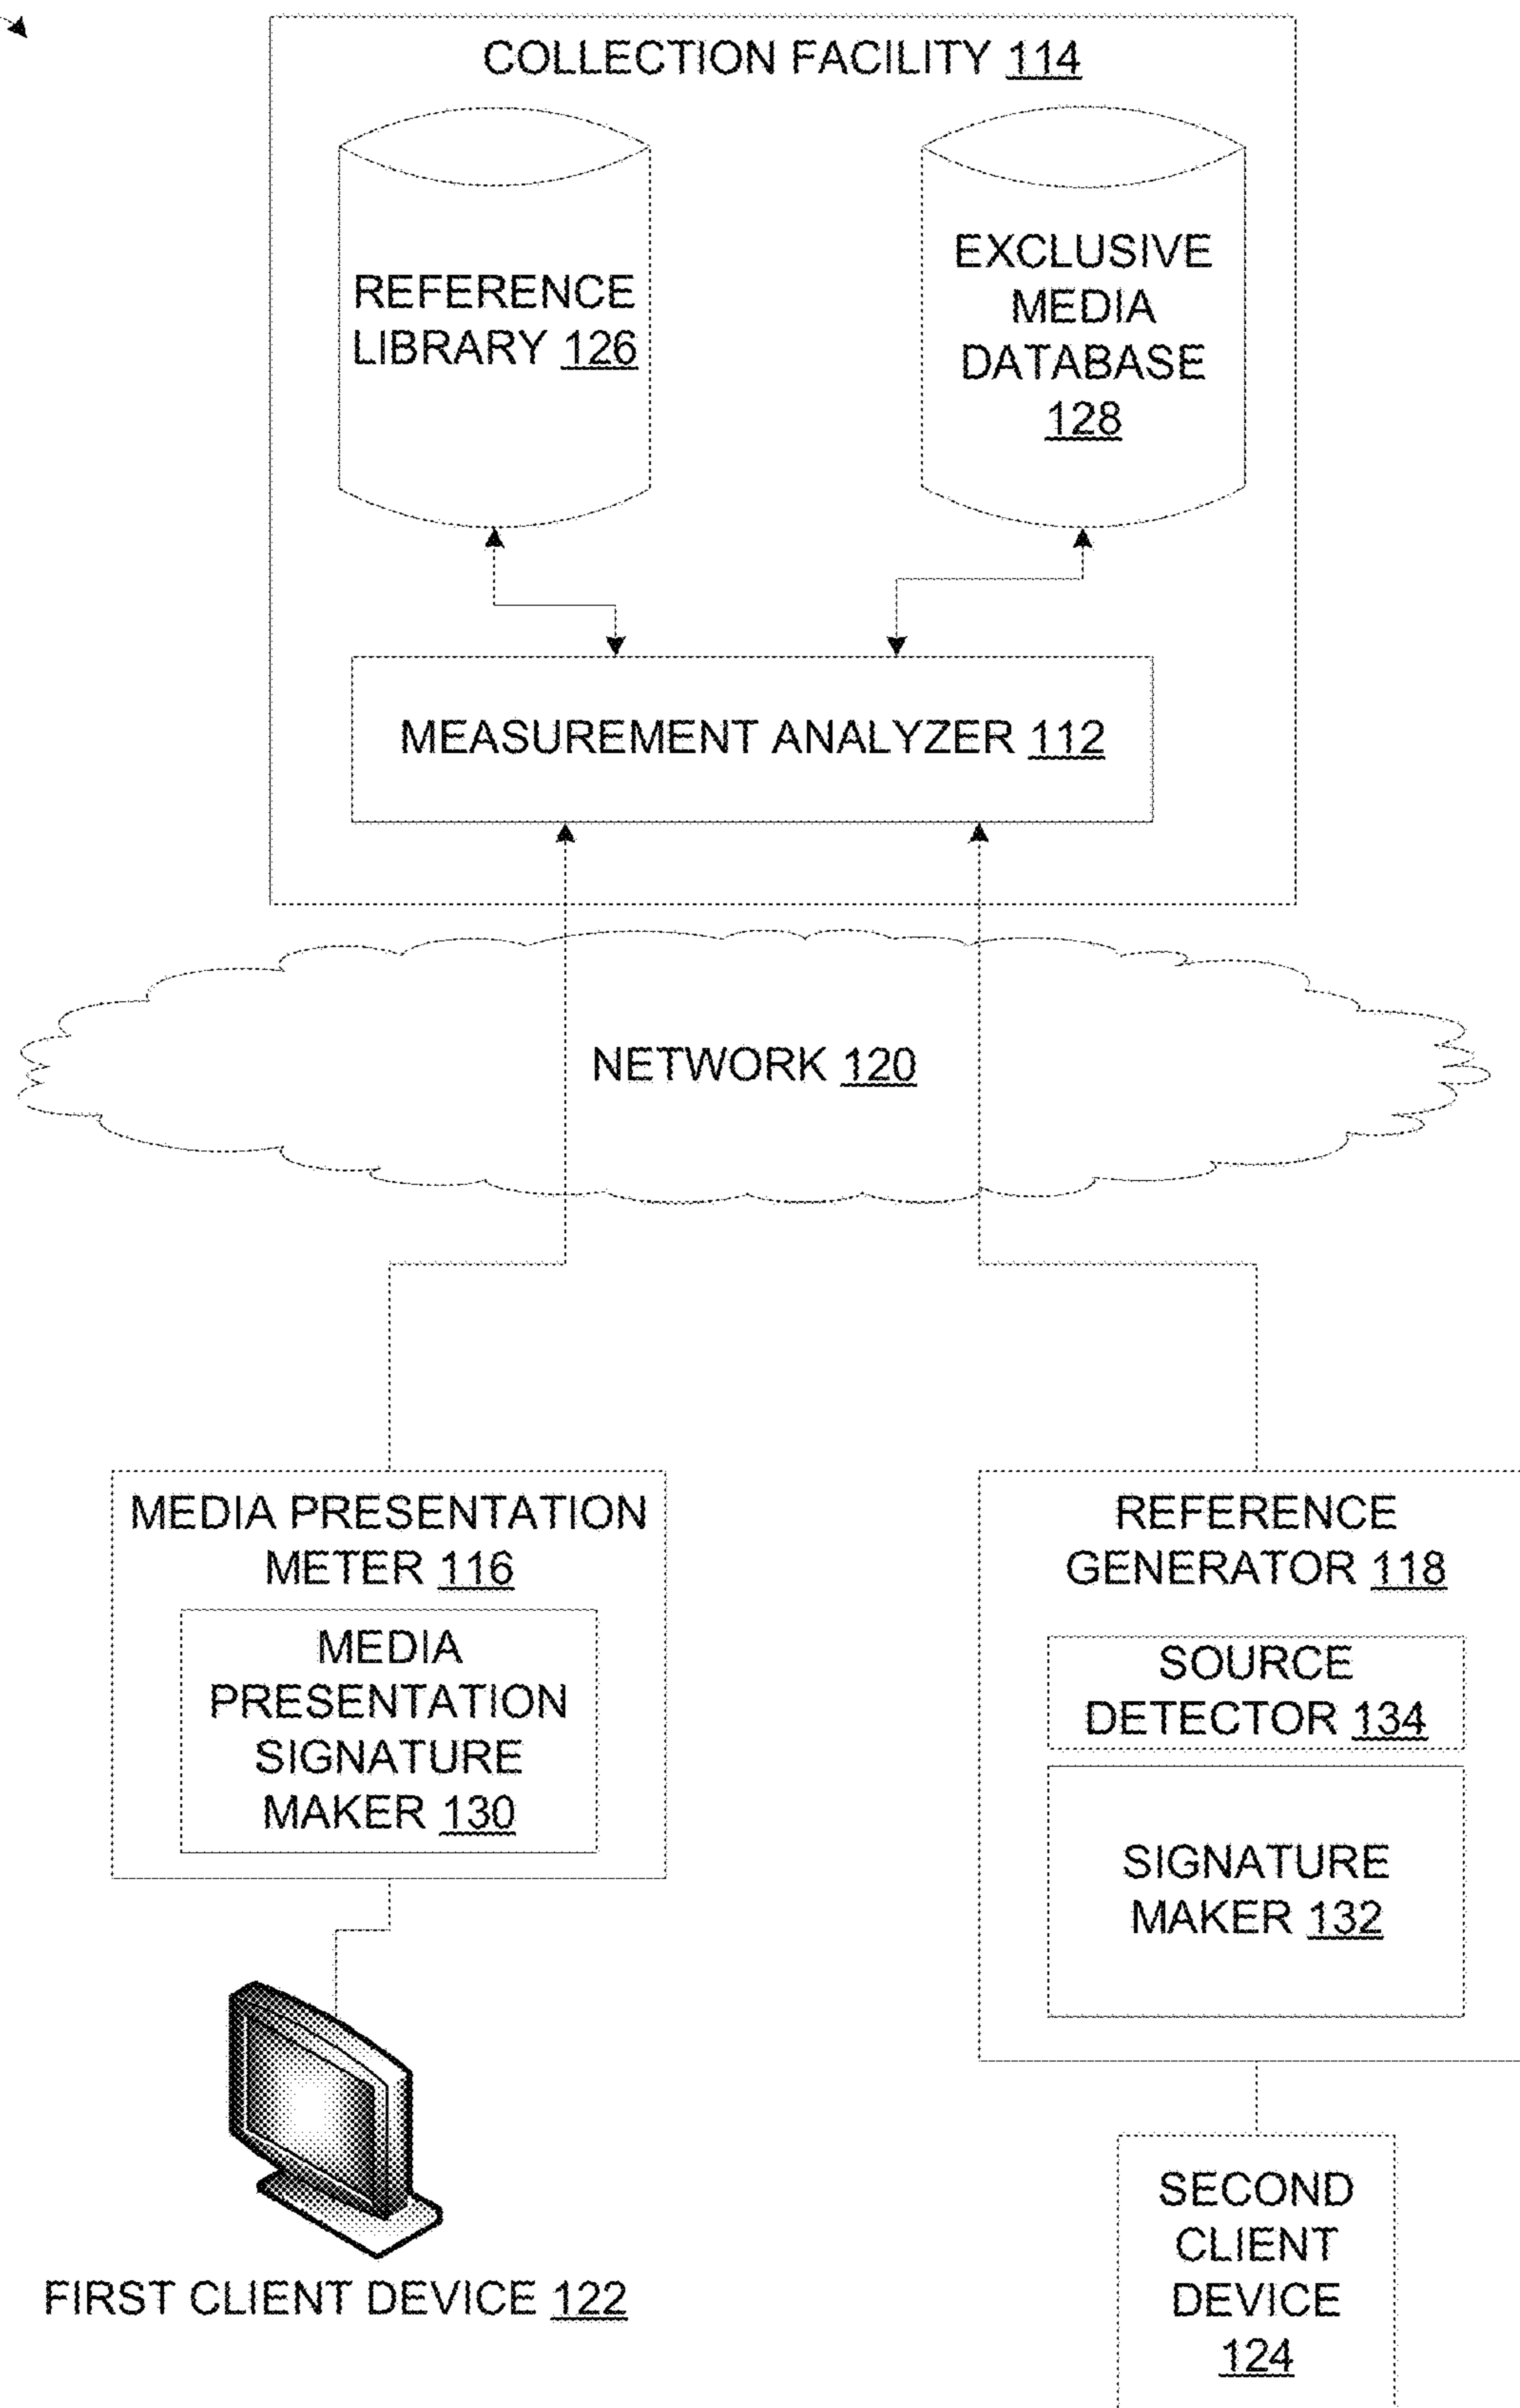 COLLECTION FACILITY 114
REFERENCE
LIBRARY 126
EXCLUSIVE
MEDIA
DATABASE
128
MEASUREMENT ANALYZER 112
NETWORK 120
MEDIA PRESENTATION
METER 116
MEDIA
PRESENTATION
SIGNATURE
MAKER 130
REFERENCE
GENERATOR 118
SOURCE
DETECTOR 134
SIGNATURE
MAKER 132
FIRST CLIENT DEVICE 122
SECOND
CLIENT
DEVICE
124